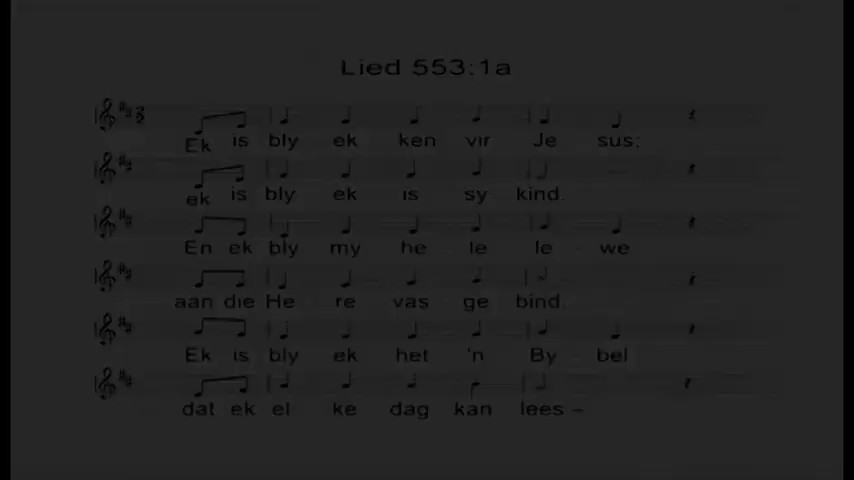 Lied 553:1a
Ek is bly ek ken vir Je sus;
ek is bly ek is sy kind.
En ek bly my he - le le - we
aan die He - re vas ge - bind.
Ek is bly ek het 'n By - bel
dat ek el - ke dag kan lees –